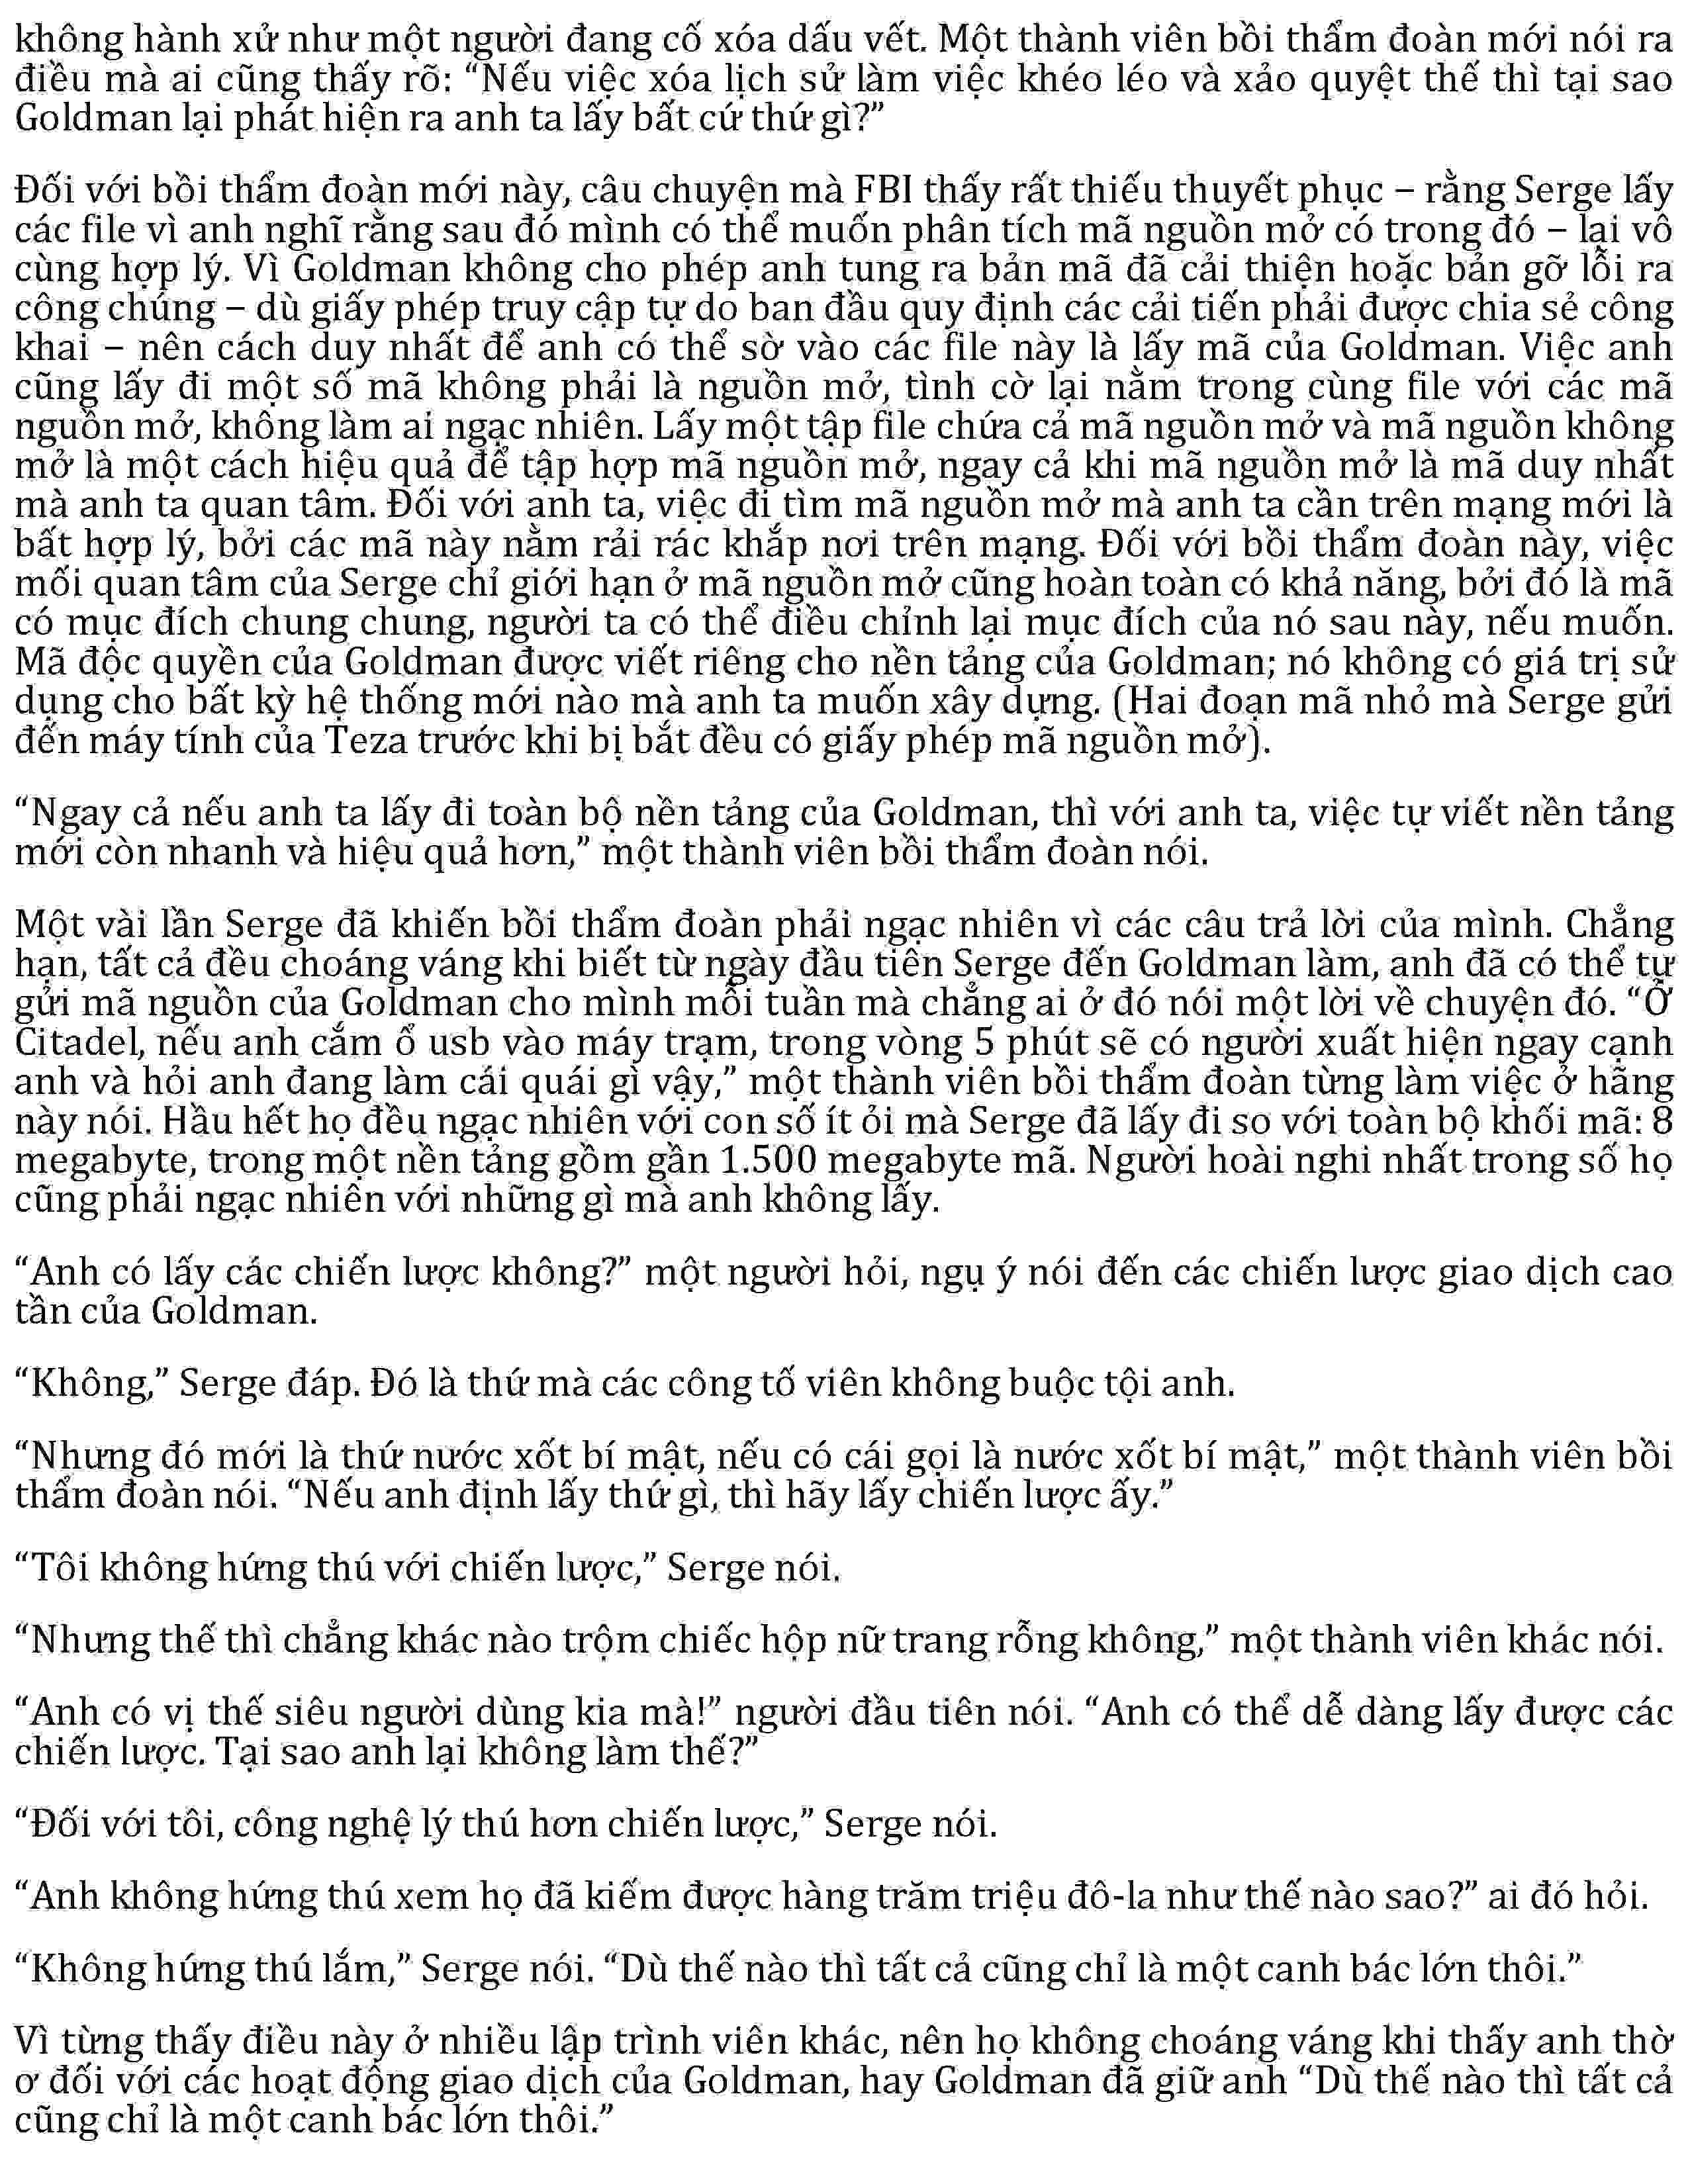 không hành xử như một người đang cố xóa dấu vết. Một thành viên bồi thẩm đoàn mới nói ra
điều mà ai cũng thấy rõ: “Nếu việc xóa lịch sử làm việc khéo léo và xảo quyệt thế thì tại sao
Goldman lại phát hiện ra anh ta lấy bất cứ thứ gì?”
Đối với bồi thẩm đoàn mới này, câu chuyện mà FBI thấy rất thiếu thuyết phục – rằng Serge lấy
các file vì anh nghĩ rằng sau đó mình có thể muốn phân tích mã nguồn mở có trong đó – lại vô
cùng hợp lý. Vì Goldman không cho phép anh tung ra bản mã đã cải thiện hoặc bản gỡ lỗi ra
công chúng – dù giấy phép truy cập tự do ban đầu quy định các cải tiến phải được chia sẻ công
khai – nên cách duy nhất để anh có thể sờ vào các file này là lấy mã của Goldman. Việc anh
cũng lấy đi một số mã không phải là nguồn mở, tình cờ lại nằm trong cùng file với các mã
nguồn mở, không làm ai ngạc nhiên. Lấy một tập file chứa cả mã nguồn mở và mã nguồn không
mở là một cách hiệu quả để tập hợp mã nguồn mở, ngay cả khi mã nguồn mở là mã duy nhất
mà anh ta quan tâm. Đối với anh ta, việc đi tìm mã nguồn mở mà anh ta cần trên mạng mới là
bất hợp lý, bởi các mã này nằm rải rác khắp nơi trên mạng. Đối với bồi thẩm đoàn này, việc
mối quan tâm của Serge chỉ giới hạn ở mã nguồn mở cũng hoàn toàn có khả năng, bởi đó là mã
có mục đích chung chung, người ta có thể điều chỉnh lại mục đích của nó sau này, nếu muốn.
Mã độc quyền của Goldman được viết riêng cho nền tảng của Goldman; nó không có giá trị sử
dụng cho bất kỳ hệ thống mới nào mà anh ta muốn xây dựng. (Hai đoạn mã nhỏ mà Serge gửi
đến máy tính của Teza trước khi bị bắt đều có giấy phép mã nguồn mở).
“Ngay cả nếu anh ta lấy đi toàn bộ nền tảng của Goldman, thì với anh ta, việc tự viết nền tảng
mới còn nhanh và hiệu quả hơn,” một thành viên bồi thẩm đoàn nói.
Một vài lần Serge đã khiến bồi thẩm đoàn phải ngạc nhiên vì các câu trả lời của mình. Chẳng
hạn, tất cả đều choáng váng khi biết từ ngày đầu tiên Serge đến Goldman làm, anh đã có thể tự
gửi mã nguồn của Goldman cho mình mỗi tuần mà chẳng ai ở đó nói một lời về chuyện đó. “Ở
Citadel, nếu anh cắm ổ usb vào máy trạm, trong vòng 5 phút sẽ có người xuất hiện ngay cạnh
anh và hỏi anh đang làm cái quái gì vậy,” một thành viên bồi thẩm đoàn từng làm việc ở hãng
này nói. Hầu hết họ đều ngạc nhiên với con số ít ỏi mà Serge đã lấy đi so với toàn bộ khối mã: 8
megabyte, trong một nền tảng gồm gần 1.500 megabyte mã. Người hoài nghi nhất trong số họ
cũng phải ngạc nhiên với những gì mà anh không lấy.
“Anh có lấy các chiến lược không?” một người hỏi, ngụ ý nói đến các chiến lược giao dịch cao
tần của Goldman.
“Không,” Serge đáp. Đó là thứ mà các công tố viên không buộc tội anh.
“Nhưng đó mới là thứ nước xốt bí mật, nếu có cái gọi là nước xốt bí mật,” một thành viên bồi
thẩm đoàn nói. “Nếu anh định lấy thứ gì, thì hãy lấy chiến lược ấy.”
“Tôi không hứng thú với chiến lược,” Serge nói.
“Nhưng thế thì chẳng khác nào trộm chiếc hộp nữ trang rỗng không,” một thành viên khác nói.
“Anh có vị thế siêu người dùng kia mà!” người đầu tiên nói. “Anh có thể dễ dàng lấy được các
chiến lược. Tại sao anh lại không làm thế?”
“Đối với tôi, công nghệ lý thú hơn chiến lược,” Serge nói.
“Anh không hứng thú xem họ đã kiếm được hàng trăm triệu đô-la như thế nào sao?” ai đó hỏi.
“Không hứng thú lắm,” Serge nói. “Dù thế nào thì tất cả cũng chỉ là một canh bác lớn thôi.”
Vì từng thấy điều này ở nhiều lập trình viên khác, nên họ không choáng váng khi thấy anh thờ
ơ đối với các hoạt động giao dịch của Goldman, hay Goldman đã giữ anh “Dù thế nào thì tất cả
cũng chỉ là một canh bác lớn thôi.”